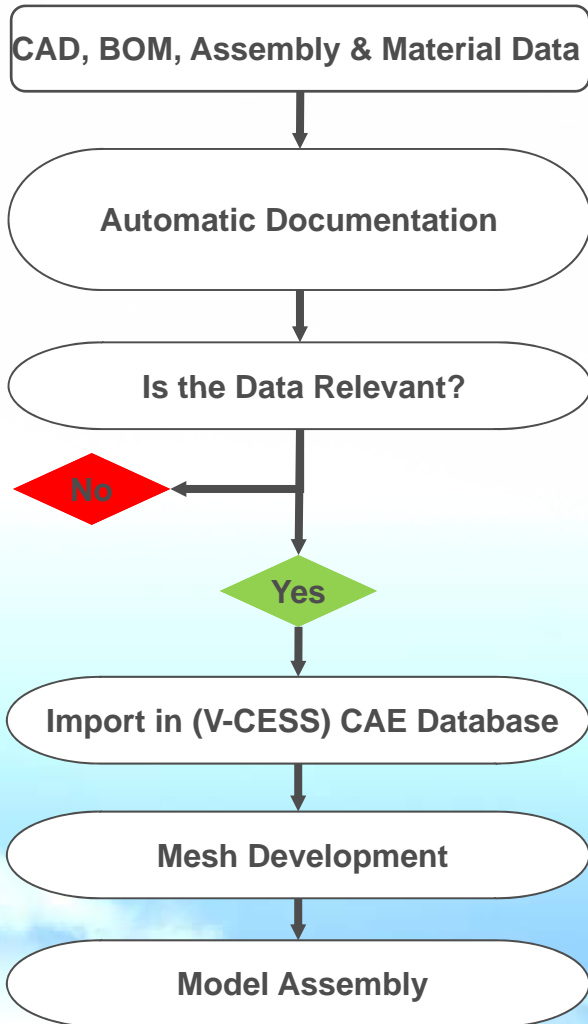 CAD, BOM, Assembly & Material Data
Automatic Documentation
Is the Data Relevant?
No
Yes
Import in (V-CESS) CAE Database
Mesh Development
Model Assembly